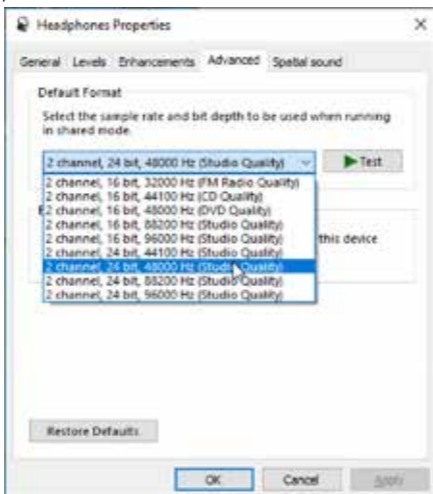 Headphones Properties
General Levels Enhancements Advanced Spatial sound
Default Format
Select the sample rate and bit depth to be used when running
in shared mode.
2 channel, 24 bit, 48000 Hz (Studio Quality) Test
2 channel, 16 bit, 32000 Hz (FM Radio Quality)
2 channel, 16 bit, 44100 Hz (CD Quality)
2 channel, 16 bit, 48000 Hz (DVD Quality)
2 channel, 16 bit, 88200 Hz (Studio Quality)
2 channel, 16 bit, 96000 Hz (Studio Quality) this device
2 channel, 24 bit, 44100 Hz (Studio Quality)
2 channel, 24 bit, 48000 Hz (Studio Quality)
2 channel, 24 bit, 88200 Hz (Studio Quality)
2 channel, 24 bit, 96000 Hz (Studio Quality)
Restore Defaults
OK Cancel Apply